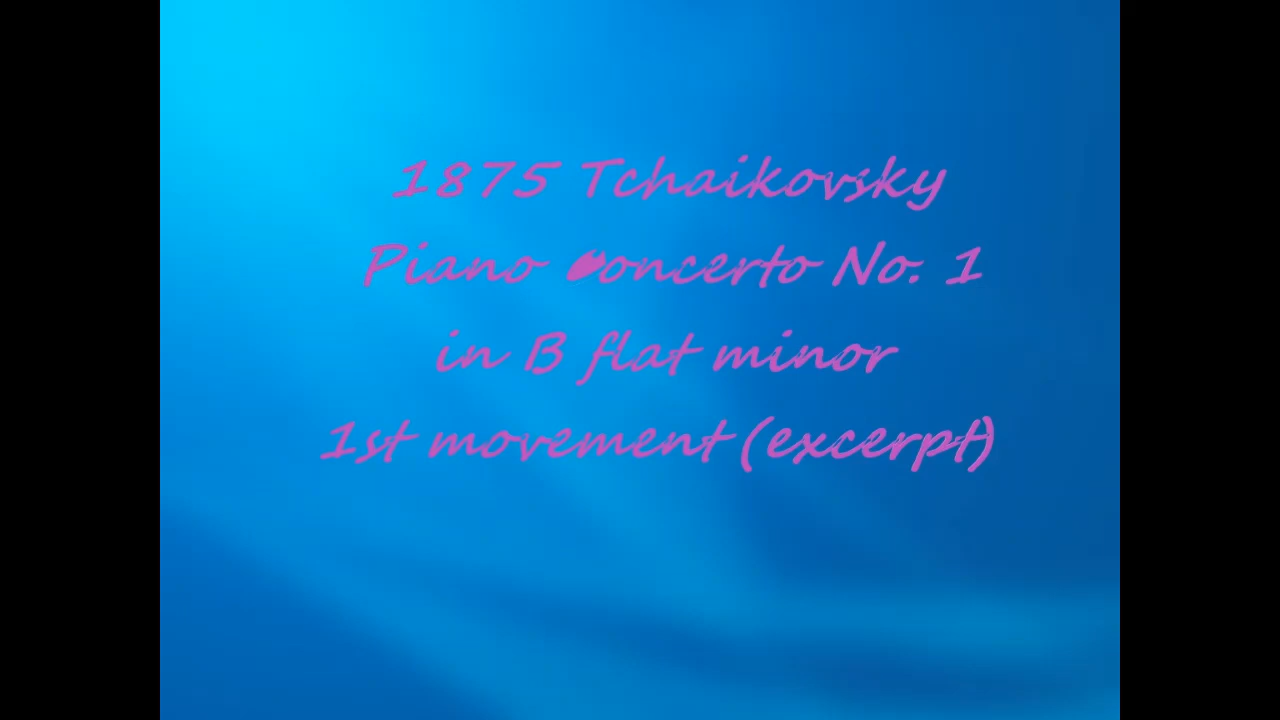 1875 Tchaikovsky
Piano Concerto No. 1
in B flat minor
1st movement (excerpt)